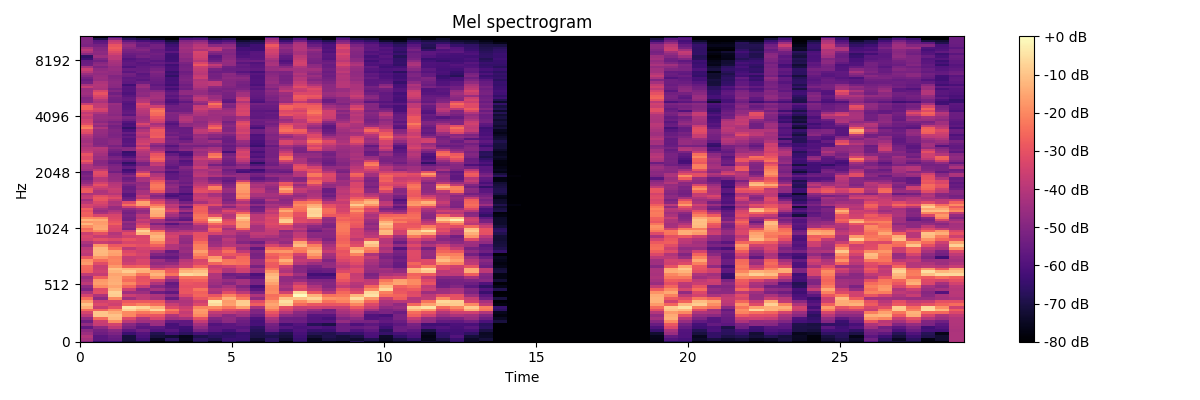 Mel spectrogram
Hz
8192
4096
2048
1024
512
0
0 5 10 15 20 25
Time
+0 dB
-10 dB
-20 dB
-30 dB
-40 dB
-50 dB
-60 dB
-70 dB
-80 dB